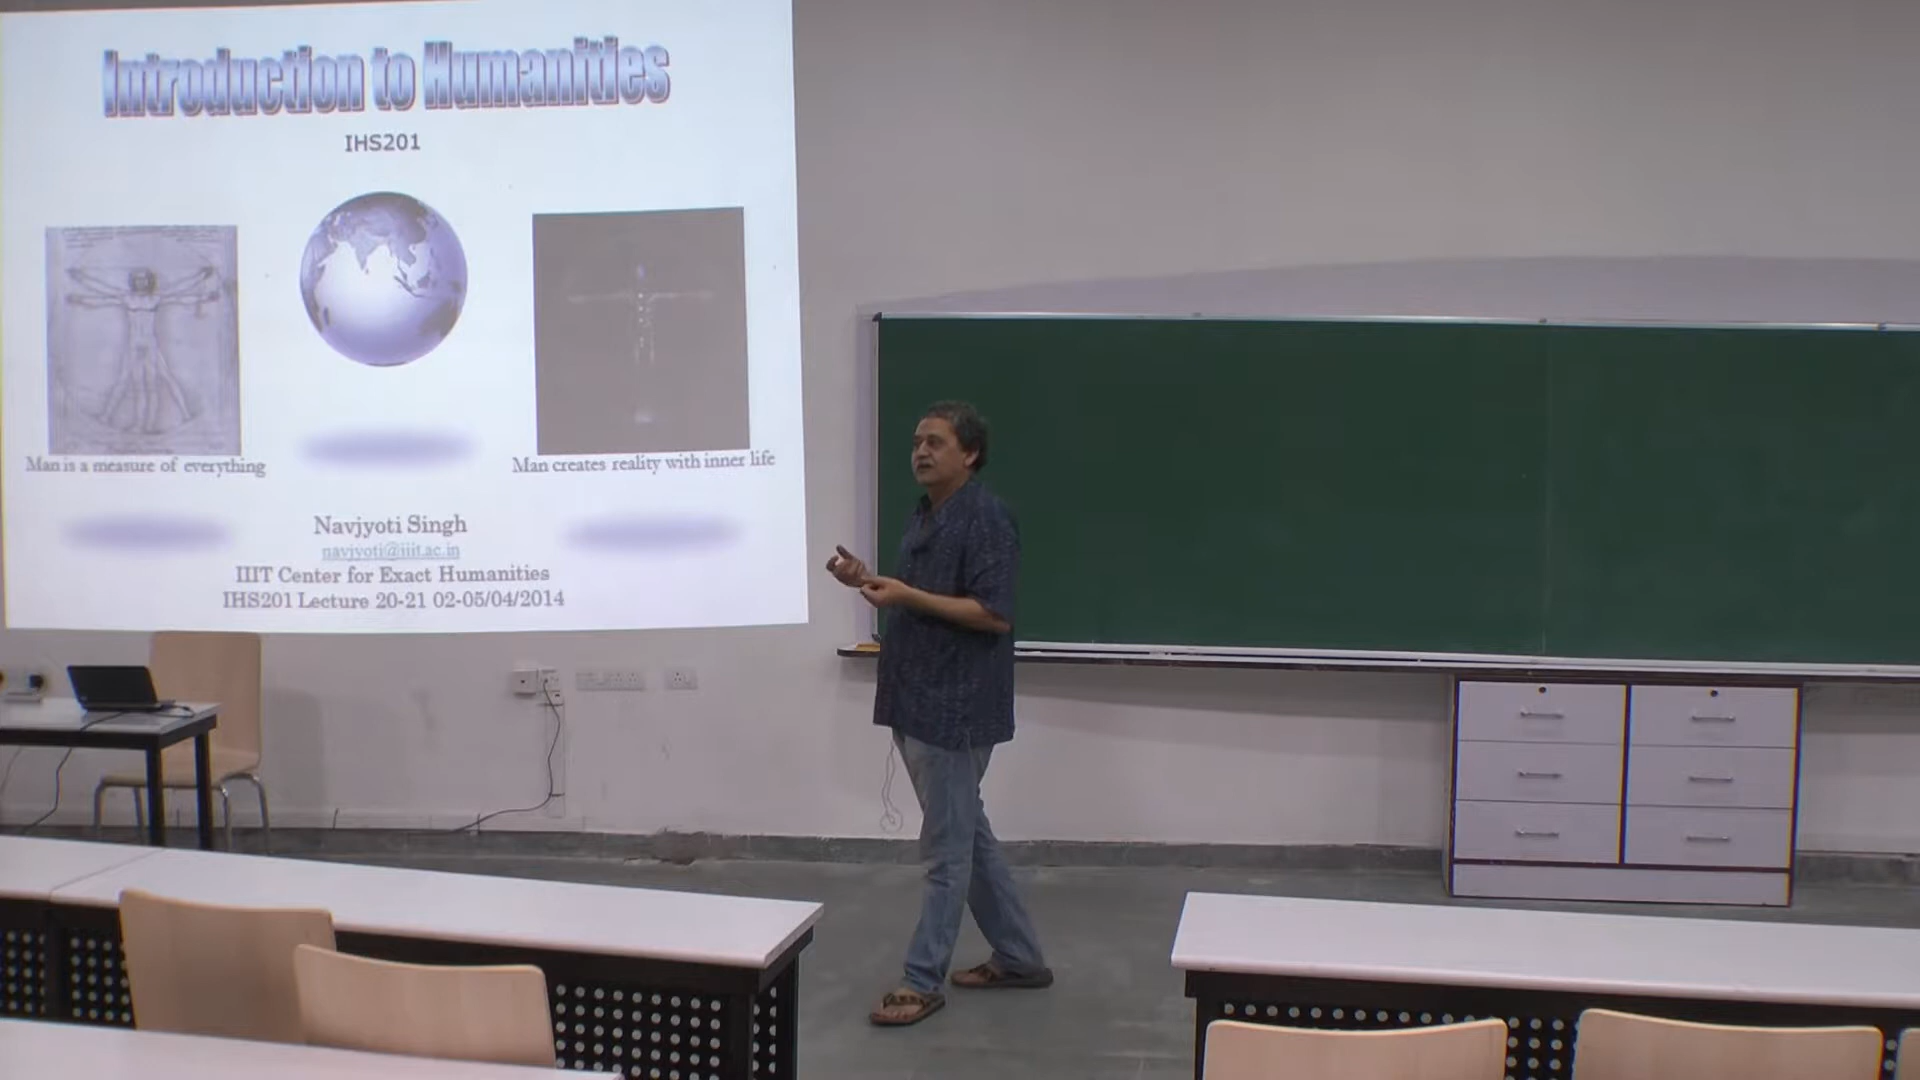 Introduction to Humanities
IHS201
Man is a measure of everything
Man creates reality with inner life
Navjyoti Singh
navjyoti@iiit.ac.in
IIIT Center for Exact Humanities
IHS201 Lecture 20-21 02-05/04/2014